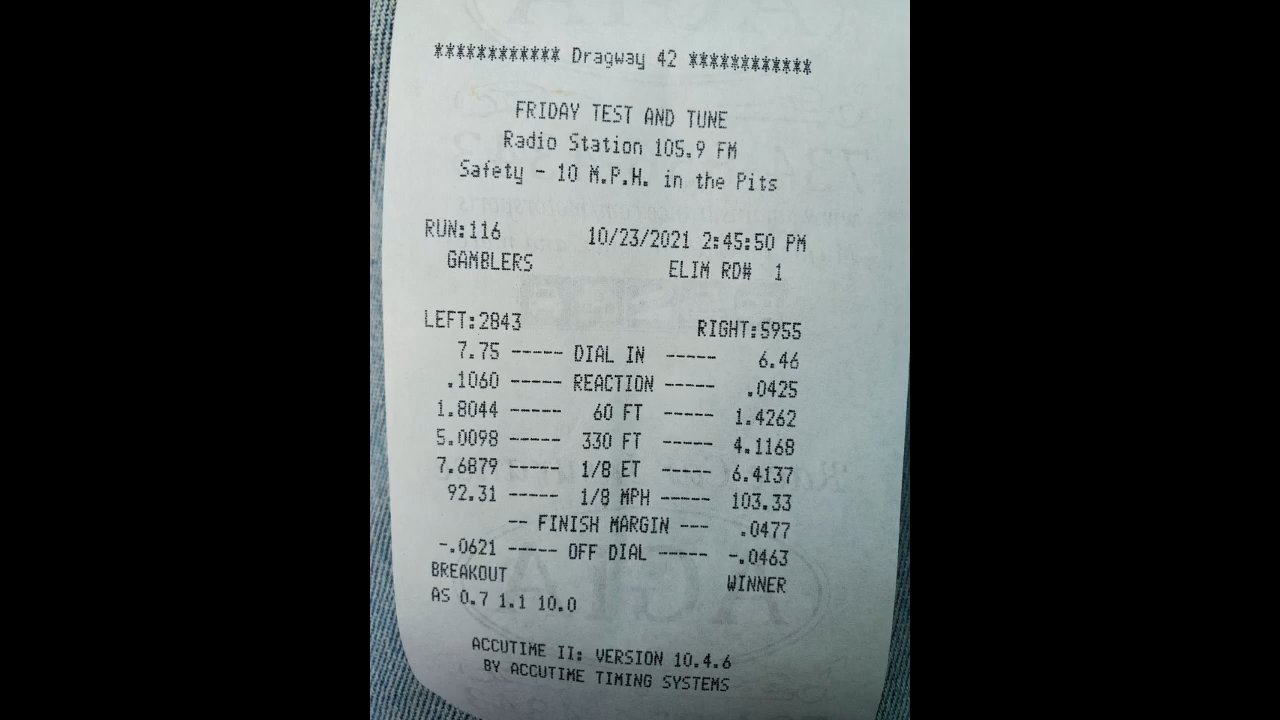 ************ Dragway 42 ************
FRIDAY TEST AND TUNE
Radio Station 105.9 FM
Safety - 10 M.P.H. in the Pits
RUN:116 10/23/2021 2:45:50 PM
GAMBLERS ELIM RD# 1
LEFT:2843 RIGHT:5955
7.75 ----- DIAL IN ----- 6.46
.1060 ----- REACTION ----- .0425
1.8044 ----- 60 FT ----- 1.4262
5.0098 ----- 330 FT ----- 4.1168
7.6879 ----- 1/8 ET ----- 6.4137
92.31 ----- 1/8 MPH ----- 103.33
-- FINISH MARGIN --- .0477
-.0621 ----- OFF DIAL ----- -.0463
BREAKOUT WINNER
AS 0.7 1.1 10.0
ACCUTIME II: VERSION 10.4.6
BY ACCUTIME TIMING SYSTEMS